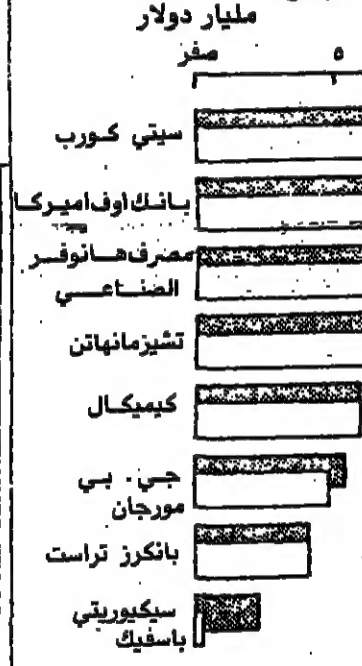 مليار دولار
صفر
٥
سيتي كورب
بانك أوف اميركا
مصرف هانوفر
الصناعي
تشيزمانهاتن
كيميكال
جي. بي
مورجان
بانكرز تراست
سيكيوريتي
باسفيك